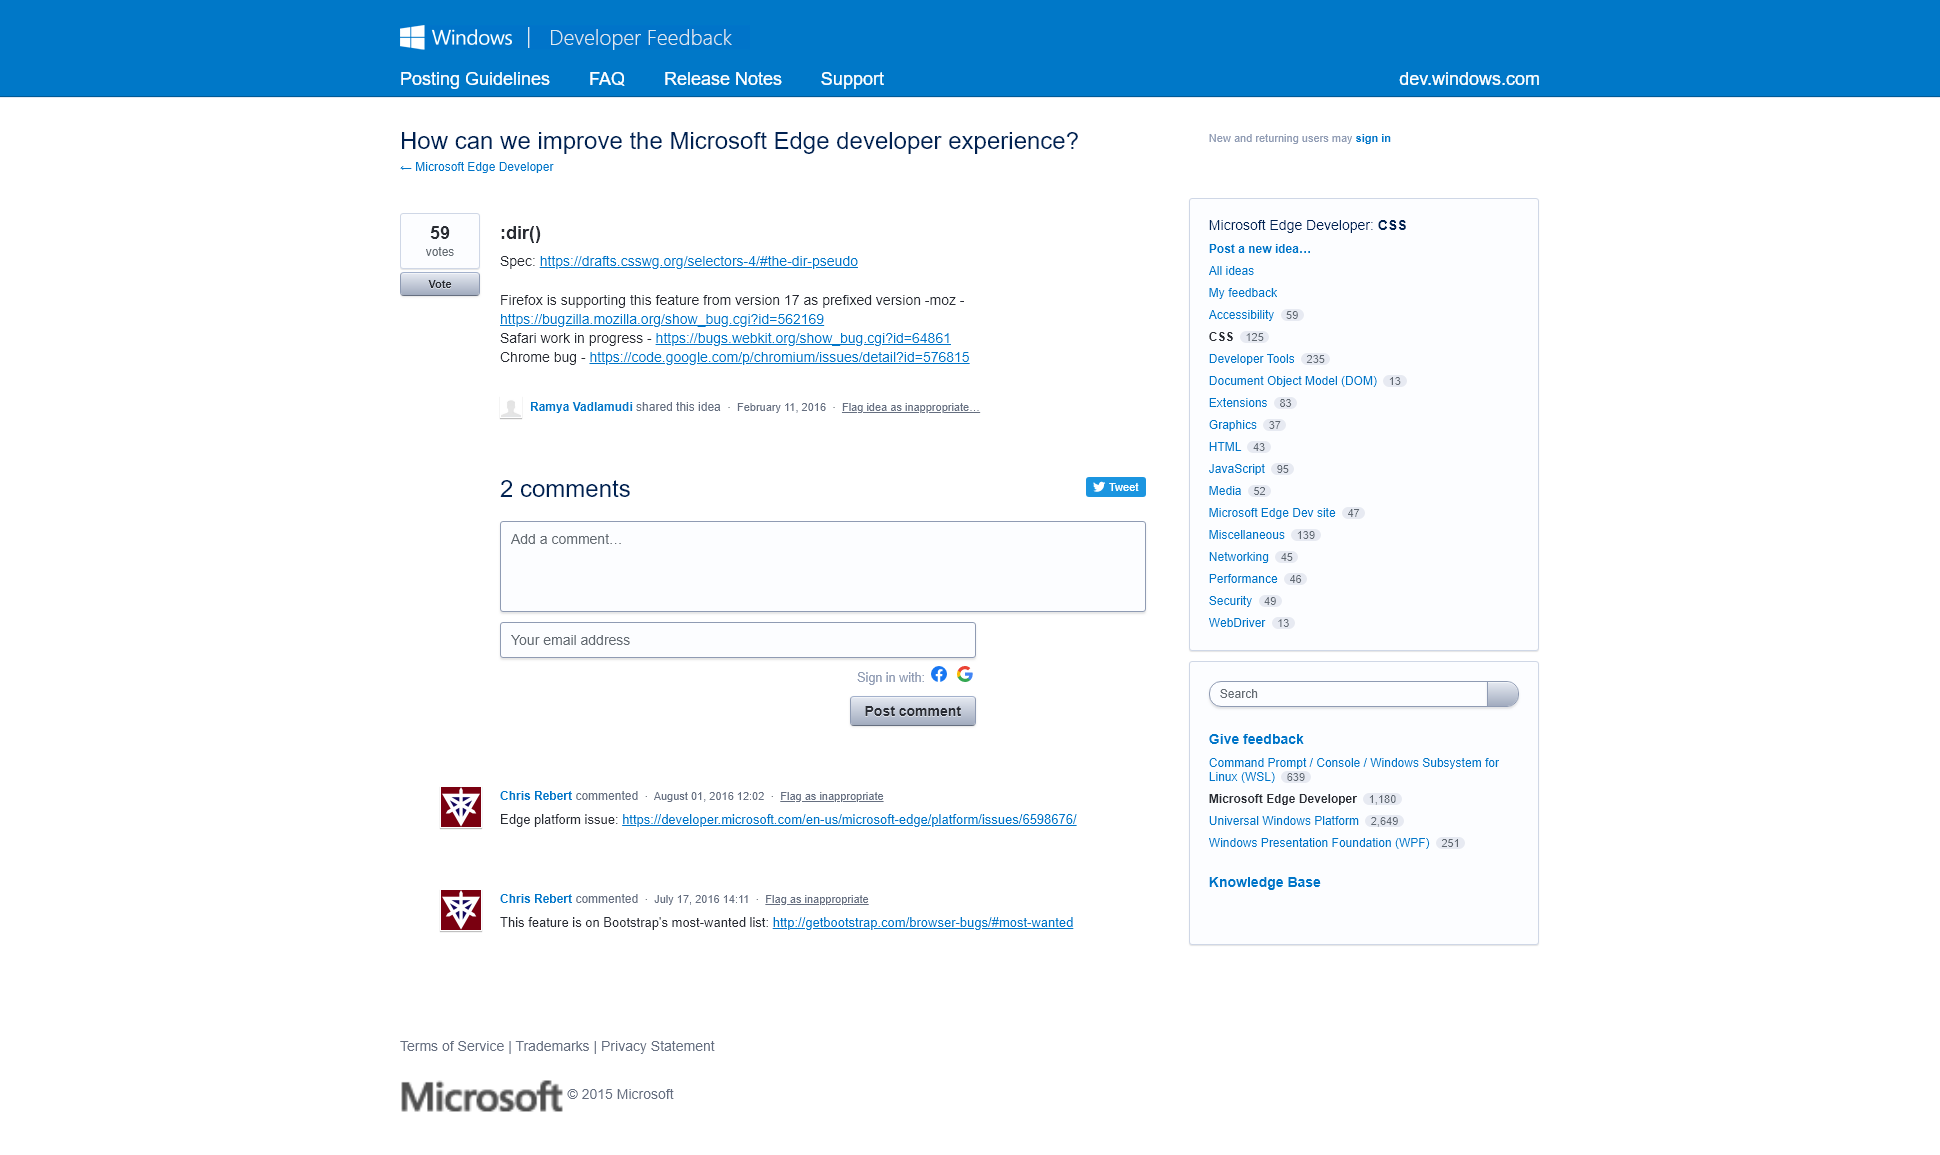 Windows | Developer Feedback
Posting Guidelines FAQ Release Notes Support dev.windows.com
How can we improve the Microsoft Edge developer experience?
← Microsoft Edge Developer
New and returning users may sign in
59
votes
Vote
:dir()
Spec: https://drafts.csswg.org/selectors-4/#the-dir-pseudo
Firefox is supporting this feature from version 17 as prefixed version -moz -
https://bugzilla.mozilla.org/show_bug.cgi?id=562169
Safari work in progress - https://bugs.webkit.org/show_bug.cgi?id=64861
Chrome bug - https://code.google.com/p/chromium/issues/detail?id=576815
Ramya Vadlamudi shared this idea · February 11, 2016 · Flag idea as inappropriate…
2 comments
Tweet
Add a comment…
Your email address
Sign in with:
Post comment
Chris Rebert commented · August 01, 2016 12:02 · Flag as inappropriate
Edge platform issue: https://developer.microsoft.com/en-us/microsoft-edge/platform/issues/6598676/
Chris Rebert commented · July 17, 2016 14:11 · Flag as inappropriate
This feature is on Bootstrap's most-wanted list: http://getbootstrap.com/browser-bugs/#most-wanted
Microsoft Edge Developer: CSS
Post a new idea…
All ideas
My feedback
Accessibility 59
CSS 125
Developer Tools 235
Document Object Model (DOM) 13
Extensions 83
Graphics 37
HTML 43
JavaScript 95
Media 52
Microsoft Edge Dev site 47
Miscellaneous 139
Networking 45
Performance 46
Security 49
WebDriver 13
Search
Give feedback
Command Prompt / Console / Windows Subsystem for
Linux (WSL) 639
Microsoft Edge Developer 1,180
Universal Windows Platform 2,649
Windows Presentation Foundation (WPF) 251
Knowledge Base
Terms of Service | Trademarks | Privacy Statement
Microsoft © 2015 Microsoft